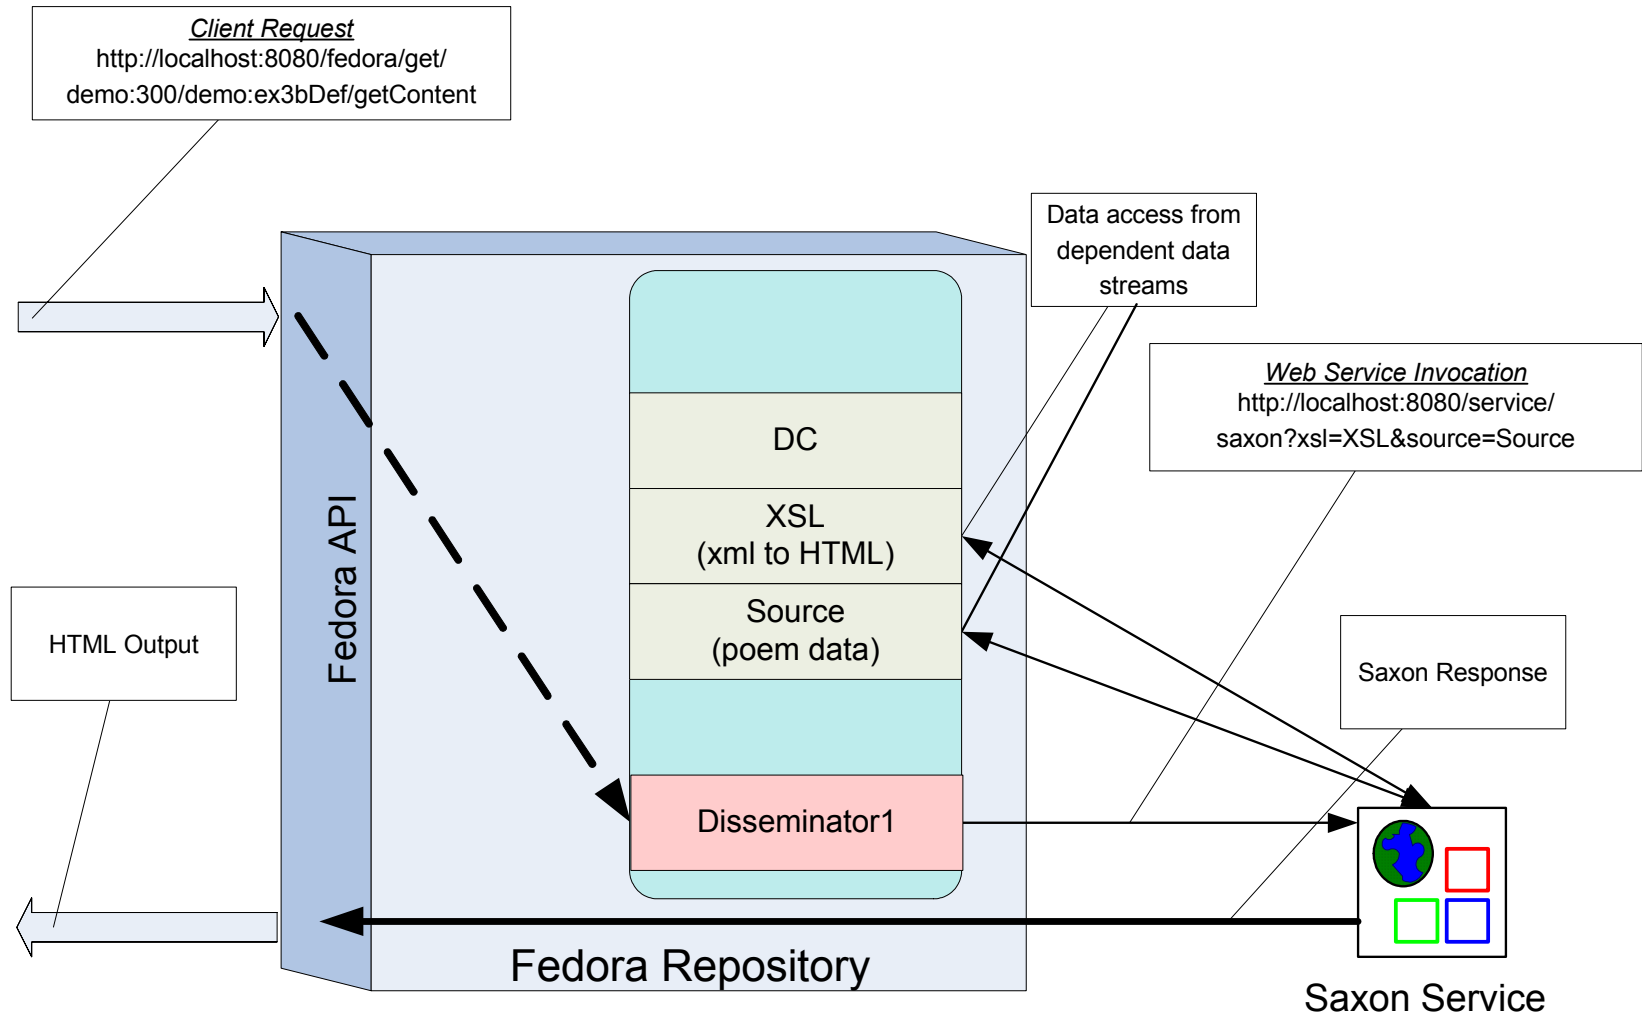 Client Request
http://localhost:8080/fedora/get/
demo:300/demo:ex3bDef/getContent
Data access from
dependent data
streams
Web Service Invocation
http://localhost:8080/service/
saxon?xsl=XSL&source=Source
DC
XSL
(xml to HTML)
Source
(poem data)
Fedora API
HTML Output
Saxon Response
Disseminator1
Fedora Repository
Saxon Service